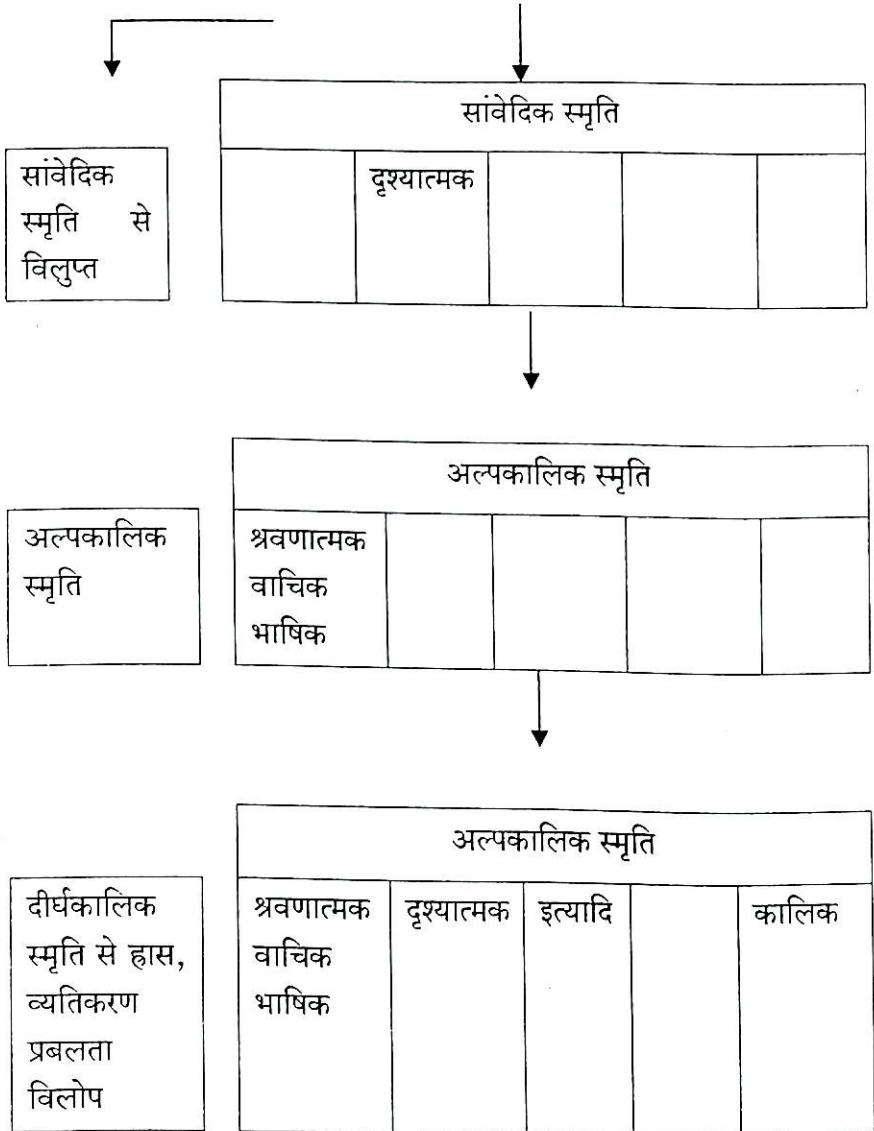 सांवेदिक स्मृति
सांवेदिक
स्मृति से
विलुप्त
दृश्यात्मक
अल्पकालिक स्मृति
अल्पकालिक
स्मृति
श्रवणात्मक
वाचिक
भाषिक
अल्पकालिक स्मृति
दीर्घकालिक
स्मृति से ह्रास,
व्यतिकरण
प्रबलता
विलोप
श्रवणात्मक
वाचिक
भाषिक
दृश्यात्मक
इत्यादि
कालिक